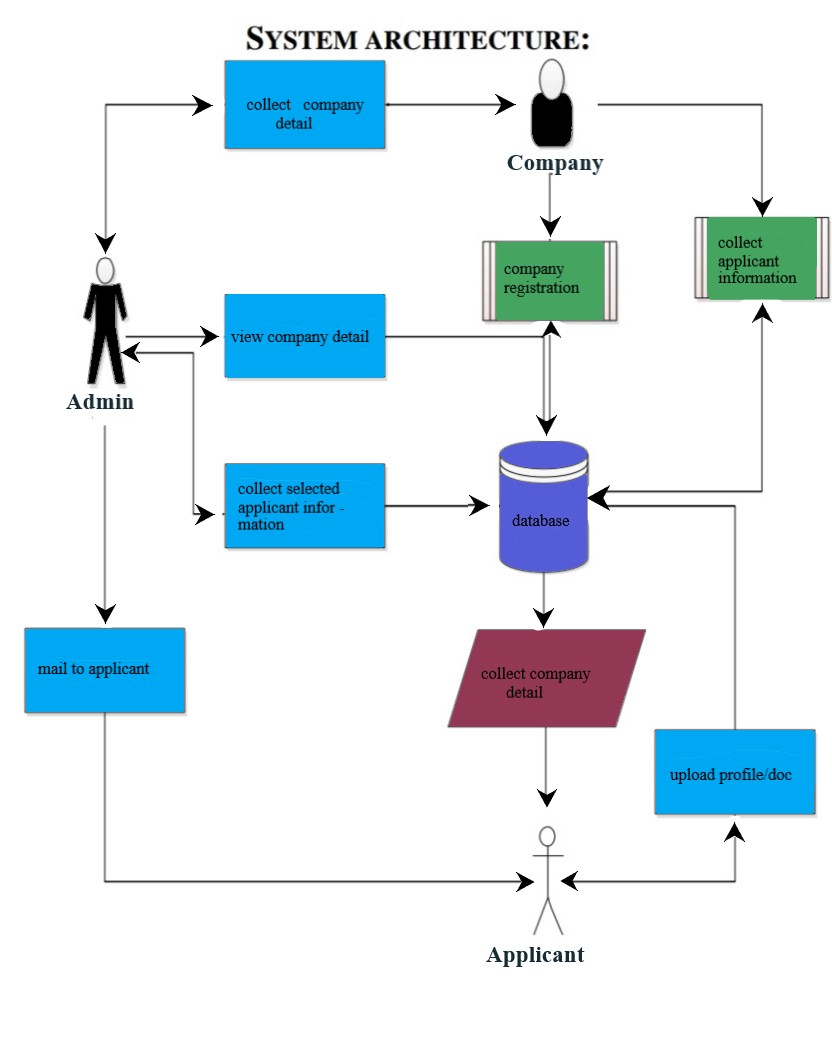 SYSTEM ARCHITECTURE:
collect company
detail
Company
collect
applicant
information
company
registration
view company detail
Admin
collect selected
applicant infor -
mation
database
mail to applicant
collect company
detail
upload profile/doc
Applicant